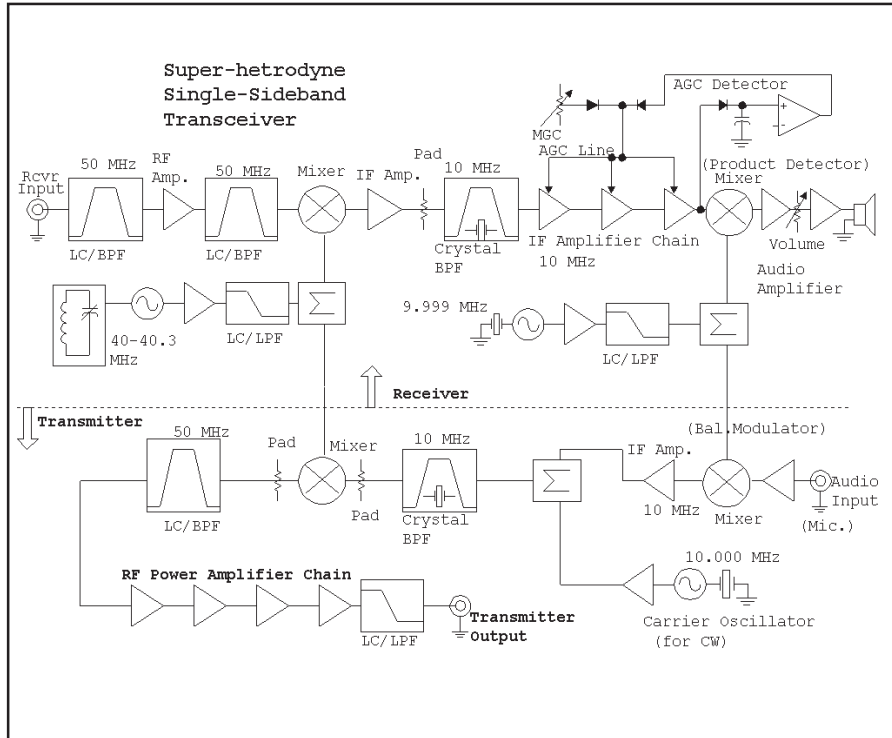 Super-hetrodyne
Single-Sideband
Transceiver
AGC Detector
MGC
AGC Line
+
-
Rcvr
Input
50 MHz
LC/BPF
RF
Amp.
50 MHz
LC/BPF
Mixer
IF Amp.
Pad
10 MHz
Crystal
BPF
IF Amplifier Chain
10 MHz
(Product Detector)
Mixer
Volume
Audio
Amplifier
40-40.3
MHz
LC/LPF
Σ
9.999 MHz
LC/LPF
Σ
Receiver
Transmitter
50 MHz
LC/BPF
Pad
Mixer
Pad
10 MHz
Crystal
BPF
Σ
IF Amp.
10 MHz
(Bal.Modulator)
Mixer
Audio
Input
(Mic.)
10.000 MHz
Carrier Oscillator
(for CW)
RF Power Amplifier Chain
LC/LPF
Transmitter
Output